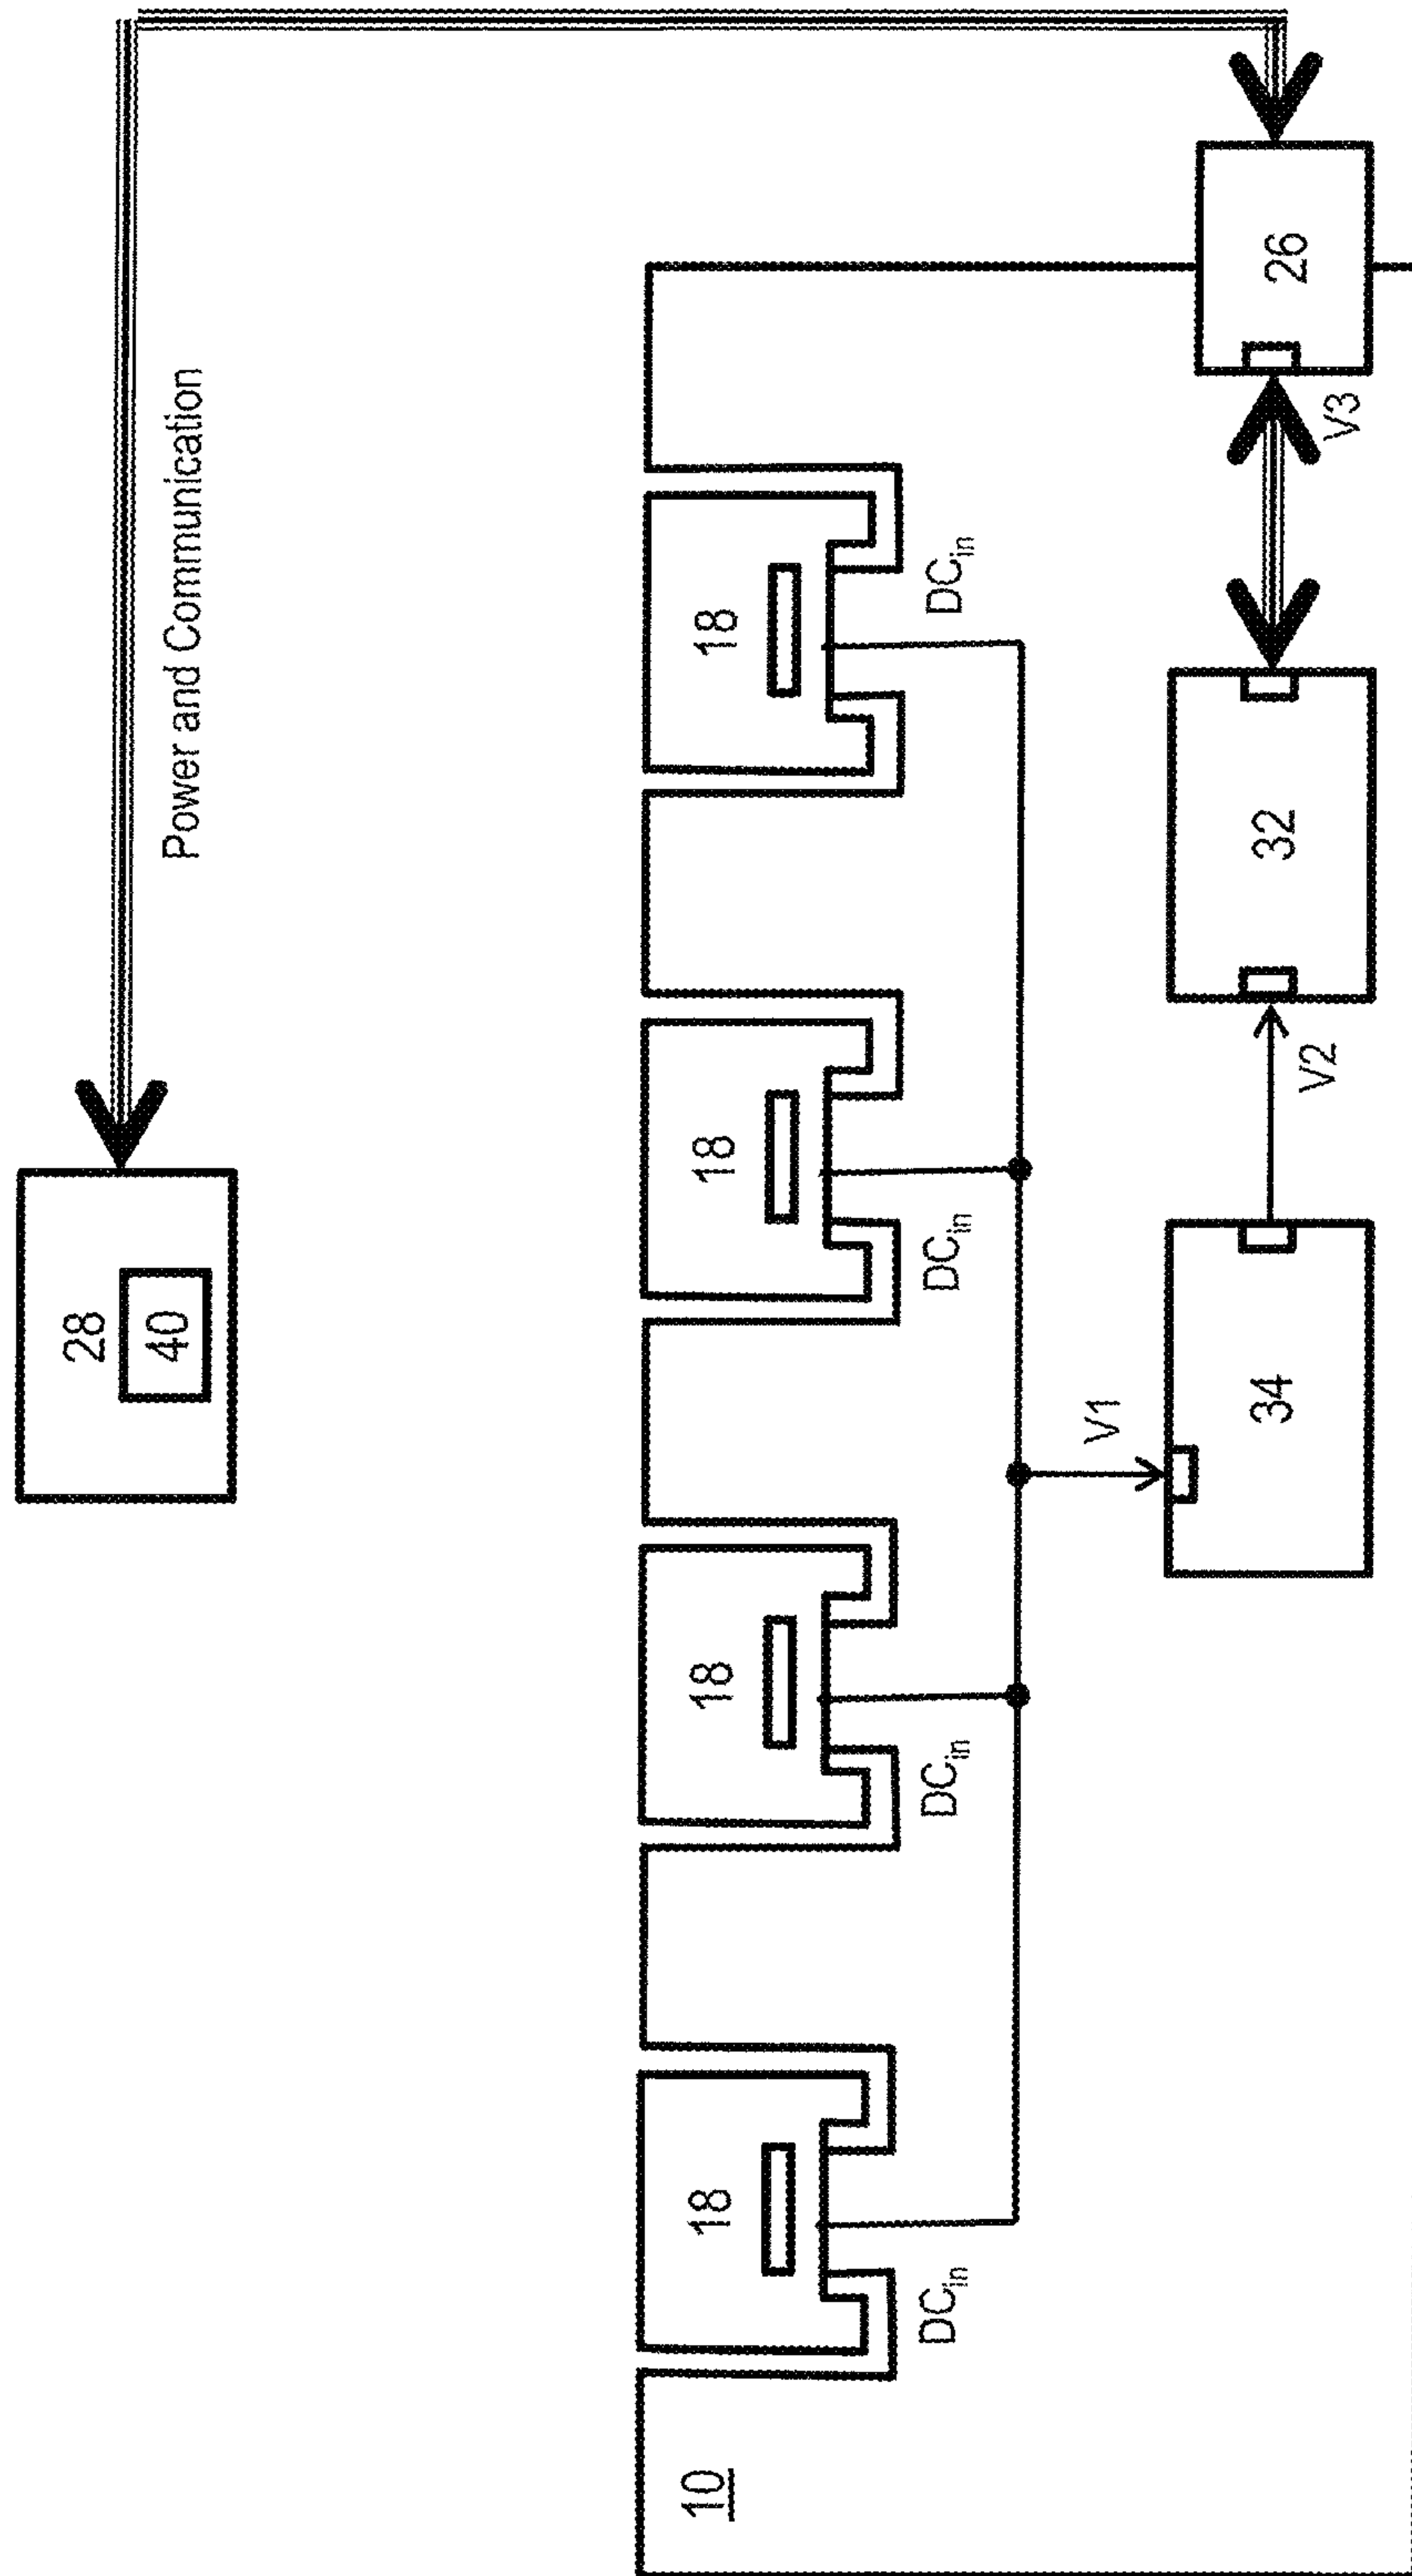 28
40
Power and Communication
10
18
18
18
18
DCin
DCin
DCin
DCin
V1
34
V2
32
V3
26